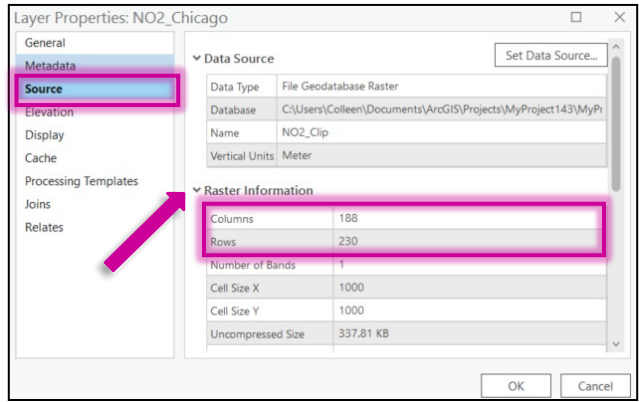 Layer Properties: NO2_Chicago
General
Metadata
Source
Elevation
Display
Cache
Processing Templates
Joins
Relates
Data Source
Set Data Source...
Data Type File Geodatabase Raster
Database C:\Users\Colleen\Documents\ArcGIS\Projects\MyProject143\MyPr
Name NO2_Clip
Vertical Units Meter
Raster Information
Columns 188
Rows 230
Number of Bands 1
Cell Size X 1000
Cell Size Y 1000
Uncompressed Size 337.81 KB
OK Cancel